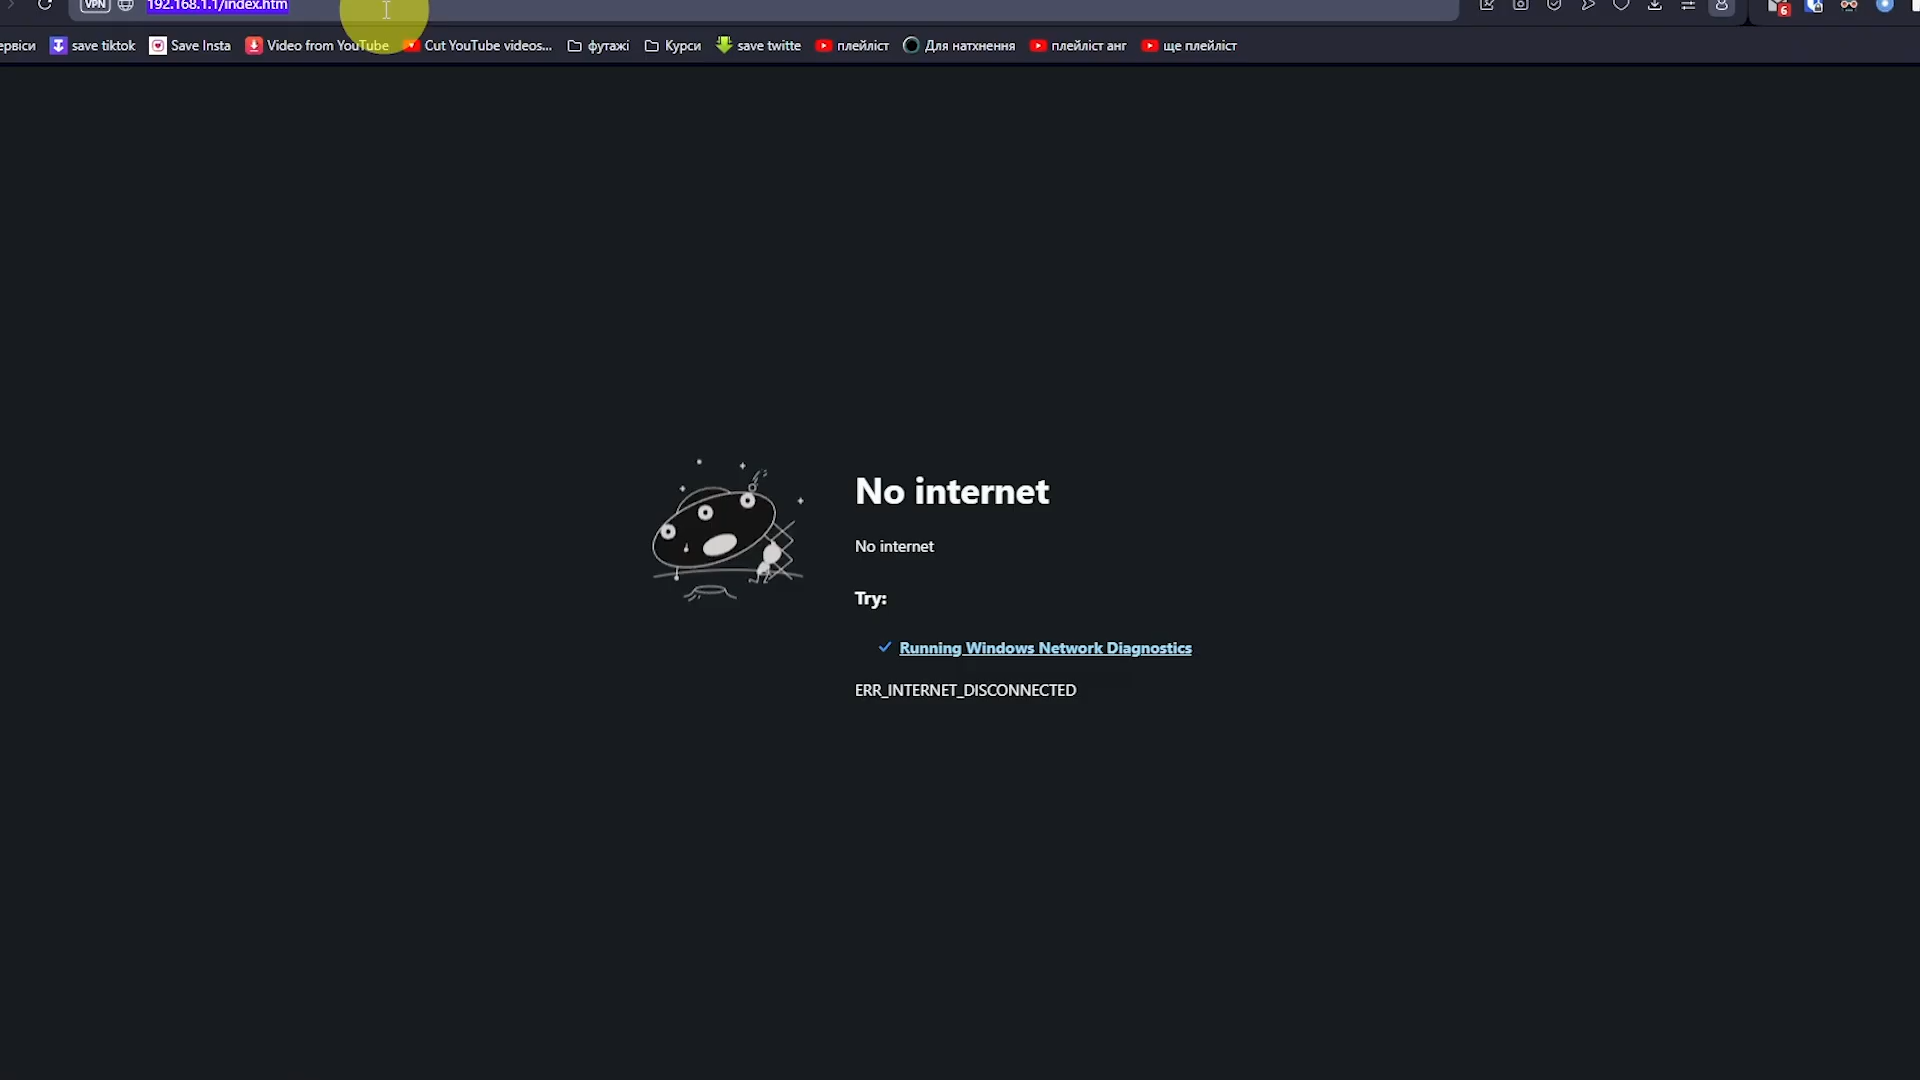 VPN 192.168.1.1/index.htm 6
ервіси save tiktok Save Insta Video from YouTube Cut YouTube videos... футажі Курси save twitte плейліст Для натхнення плейліст анг ще плейліст
No internet
No internet
Try:
Running Windows Network Diagnostics
ERR_INTERNET_DISCONNECTED